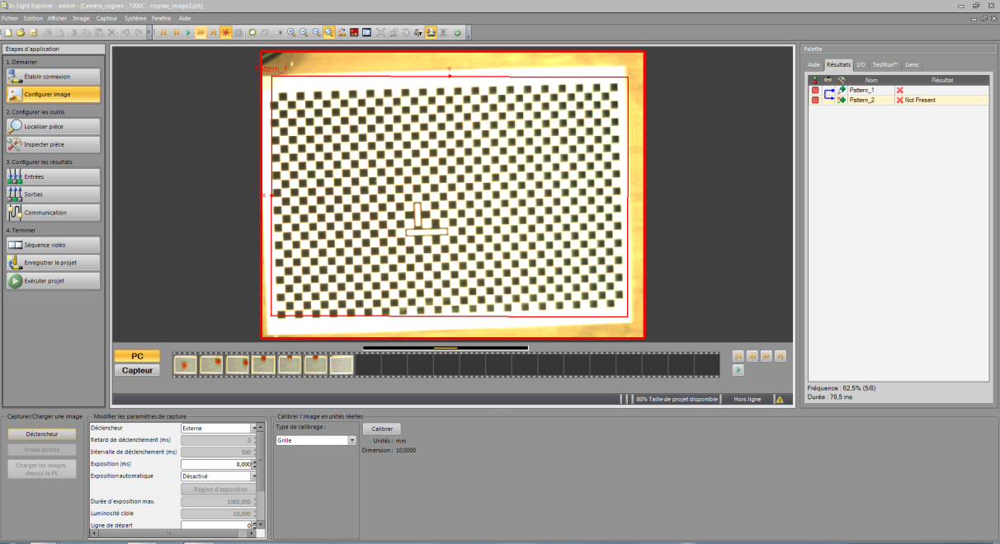 In-Sight Explorer - admin - [Camera_cognes - 7200C - cognex_image2.job]
Fichier Edition Afficher Image Capteur Système Fenêtre Aide
Étapes d'application
1. Démarrer
Établir connexion
Configurer image
2. Configurer les outils
Localiser pièce
Inspecter pièce
3. Configurer les résultats
Entrées
Sorties
Communication
4. Terminer
Séquence vidéo
Enregistrer le projet
Exécuter projet
Pattern_1
Y
X
PC
Capteur
80% Taille de projet disponible
Hors ligne
Palette
Aide Résultats I/O TestRun™ Liens
Nom Résultat
Pattern_1
Pattern_2 Not Present
Fréquence : 62,5% (5/8)
Durée : 76,5 ms
Capturer/Charger une image
Déclencheur
Vidéo directe
Charger les images
depuis le PC
Modifier les paramètres de capture
Déclencheur Externe
Retard de déclenchement (ms) 0
Intervalle de déclenchement (ms) 500
Exposition (ms) 8,000
Exposition automatique Désactivé
Région d'exposition
Durée d'exposition max. 1000,000
Luminosité cible 10,000
Ligne de départ 0
Calibrer l'image en unités réelles
Type de calibrage :
Grille
Calibrer
Unités : mm
Dimension : 10,0000